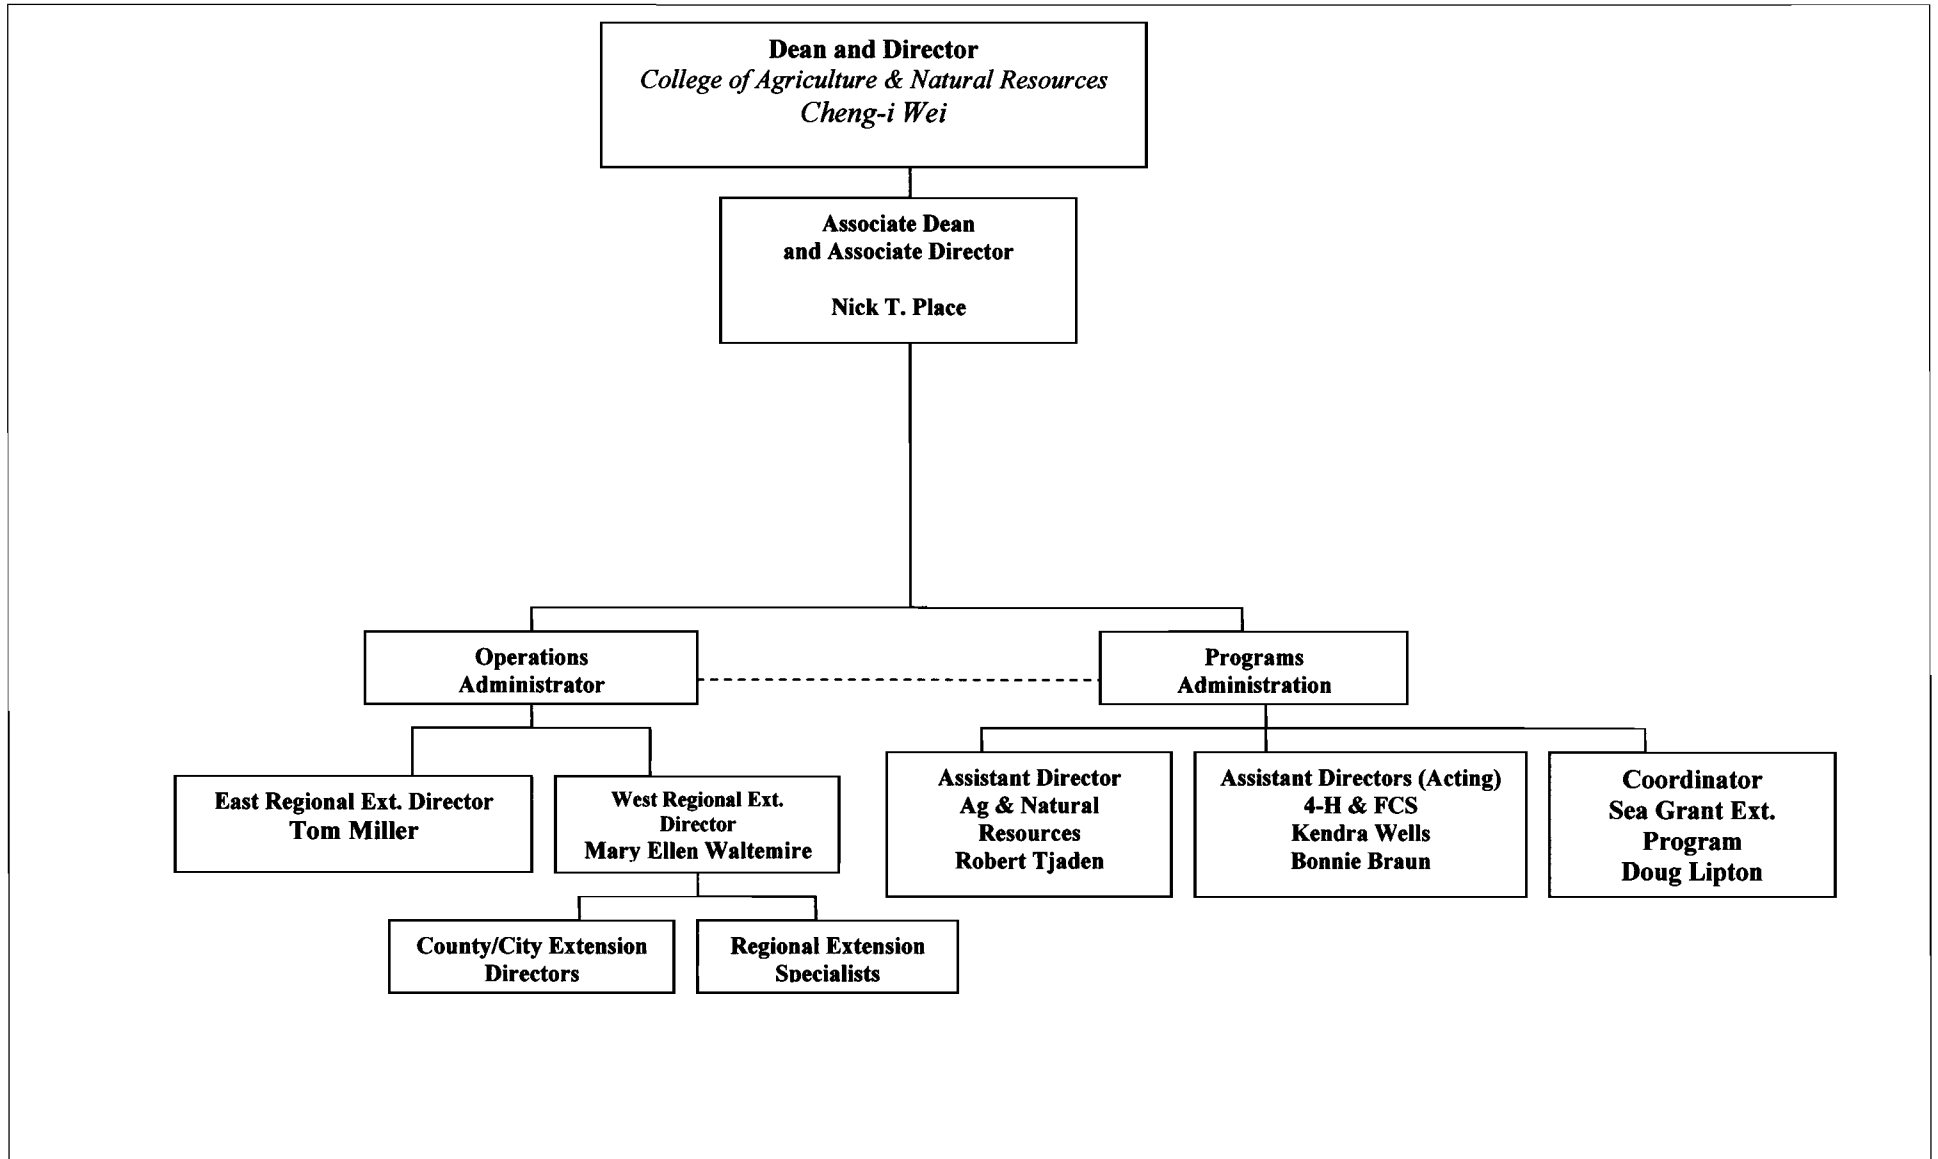 Dean and Director
College of Agriculture & Natural Resources
Cheng-i Wei
Associate Dean
and Associate Director
Nick T. Place
Operations
Administrator
Programs
Administration
East Regional Ext. Director
Tom Miller
West Regional Ext.
Director
Mary Ellen Waltemire
Assistant Director
Ag & Natural
Resources
Robert Tjaden
Assistant Directors (Acting)
4-H & FCS
Kendra Wells
Bonnie Braun
Coordinator
Sea Grant Ext.
Program
Doug Lipton
County/City Extension
Directors
Regional Extension
Specialists